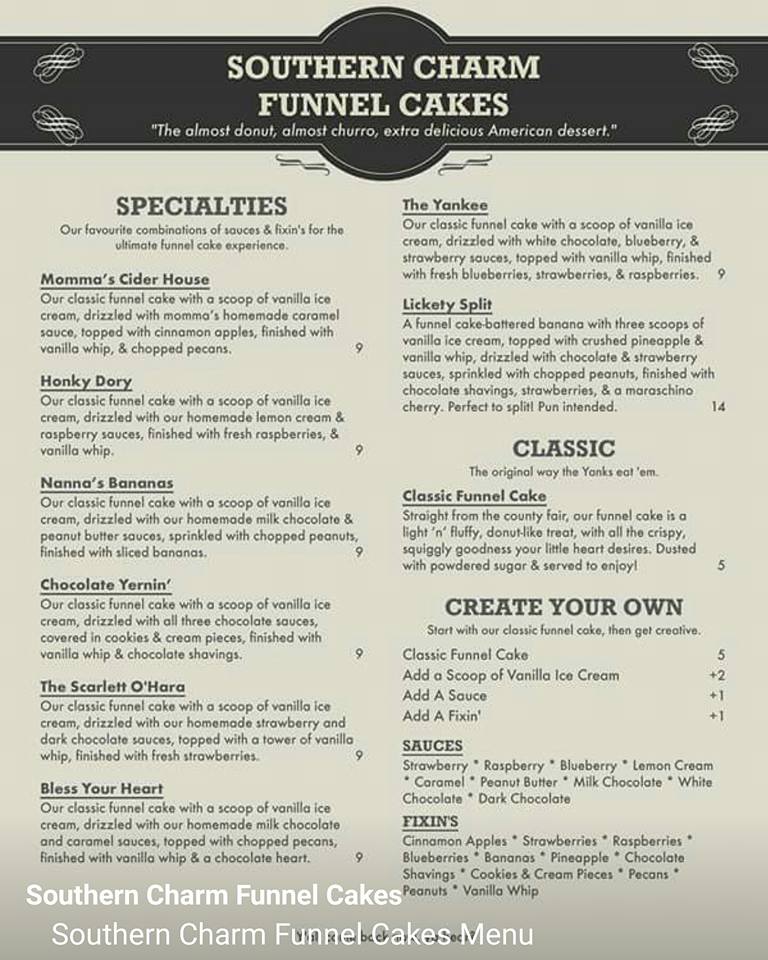 SOUTHERN CHARM
FUNNEL CAKES
"The almost donut, almost churro, extra delicious American dessert."
SPECIALTIES
Our favourite combinations of sauces & fixin's for the
ultimate funnel cake experience.
Momma's Cider House
Our classic funnel cake with a scoop of vanilla ice
cream, drizzled with momma's homemade caramel
sauce, topped with cinnamon apples, finished with
vanilla whip, & chopped pecans. 9
Honky Dory
Our classic funnel cake with a scoop of vanilla ice
cream, drizzled with our homemade lemon cream &
raspberry sauces, finished with fresh raspberries, &
vanilla whip. 9
Nanna's Bananas
Our classic funnel cake with a scoop of vanilla ice
cream, drizzled with our homemade milk chocolate &
peanut butter sauces, sprinkled with chopped peanuts,
finished with sliced bananas. 9
Chocolate Yernin'
Our classic funnel cake with a scoop of vanilla ice
cream, drizzled with all three chocolate sauces,
covered in cookies & cream pieces, finished with
vanilla whip & chocolate shavings. 9
The Scarlett O'Hara
Our classic funnel cake with a scoop of vanilla ice
cream, drizzled with our homemade strawberry and
dark chocolate sauces, topped with a tower of vanilla
whip, finished with fresh strawberries. 9
Bless Your Heart
Our classic funnel cake with a scoop of vanilla ice
cream, drizzled with our homemade milk chocolate
and caramel sauces, topped with chopped pecans,
finished with vanilla whip & a chocolate heart. 9
The Yankee
Our classic funnel cake with a scoop of vanilla ice
cream, drizzled with white chocolate, blueberry, &
strawberry sauces, topped with vanilla whip, finished
with fresh blueberries, strawberries, & raspberries. 9
Lickety Split
A funnel cake-battered banana with three scoops of
vanilla ice cream, topped with crushed pineapple &
vanilla whip, drizzled with chocolate & strawberry
sauces, sprinkled with chopped peanuts, finished with
chocolate shavings, strawberries, & a maraschino
cherry. Perfect to split! Pun intended. 14
CLASSIC
The original way the Yanks eat 'em.
Classic Funnel Cake
Straight from the county fair, our funnel cake is a
light 'n' fluffy, donut-like treat, with all the crispy,
squiggly goodness your little heart desires. Dusted
with powdered sugar & served to enjoy! 5
CREATE YOUR OWN
Start with our classic funnel cake, then get creative.
Classic Funnel Cake 5
Add a Scoop of Vanilla Ice Cream +2
Add A Sauce +1
Add A Fixin' +1
SAUCES
Strawberry * Raspberry * Blueberry * Lemon Cream
* Caramel * Peanut Butter * Milk Chocolate * White
Chocolate * Dark Chocolate
FIXIN'S
Cinnamon Apples * Strawberries * Raspberries *
Blueberries * Bananas * Pineapple * Chocolate
Shavings * Cookies & Cream Pieces * Pecans *
Peanuts * Vanilla Whip
Southern Charm Funnel Cakes
Southern Charm Funnel Cakes Menu